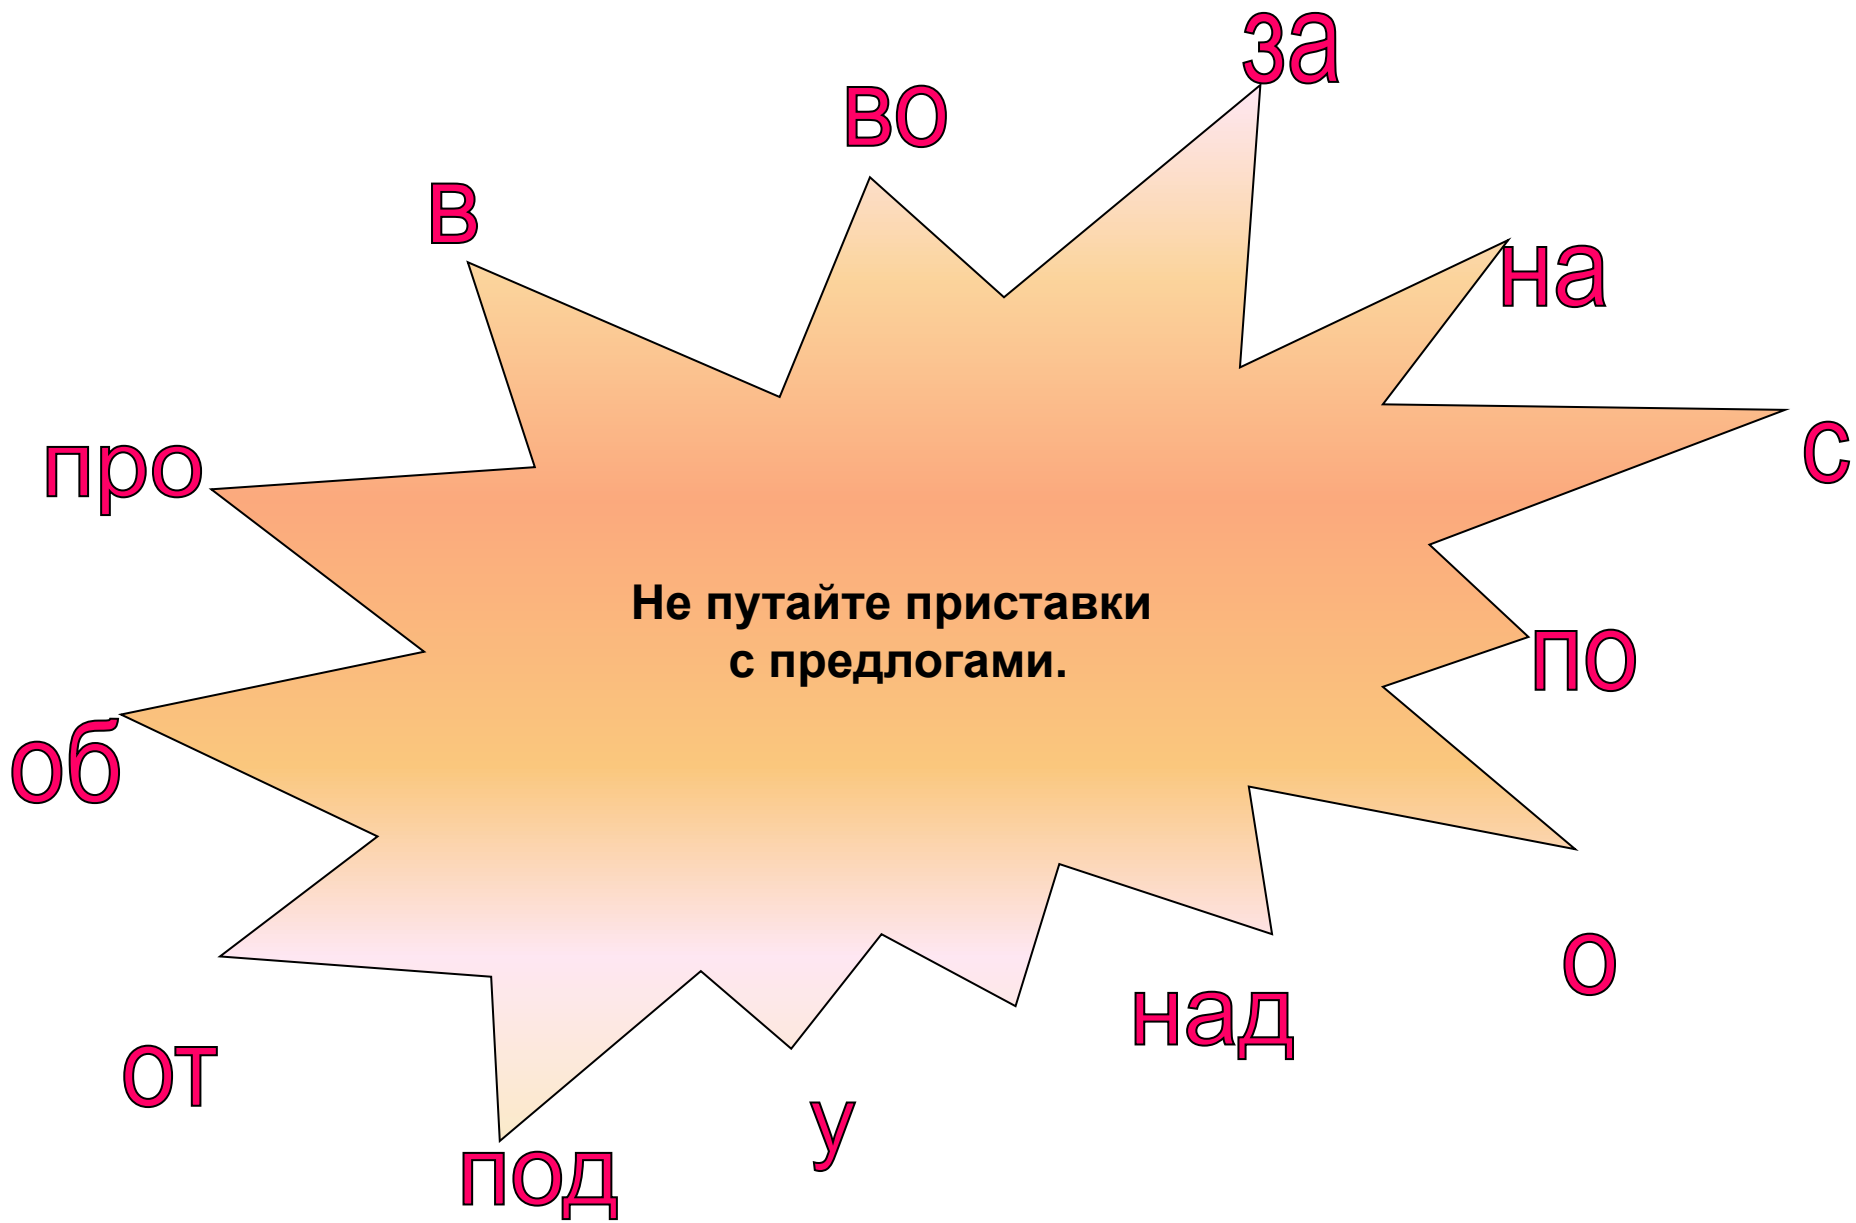 за
во
в
на
про
с
Не путайте приставки
с предлогами.
по
об
о
над
от
у
под